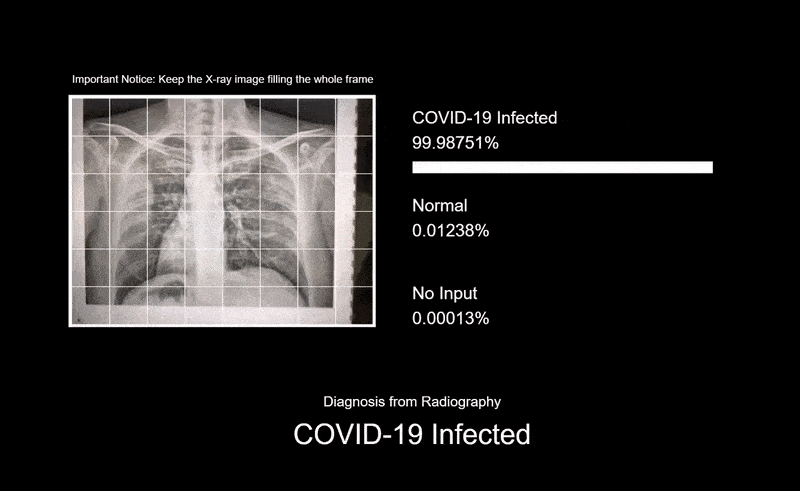 Important Notice: Keep the X-ray image filling the whole frame
COVID-19 Infected
99.98751%
Normal
0.01238%
No Input
0.00013%
Diagnosis from Radiography
COVID-19 Infected